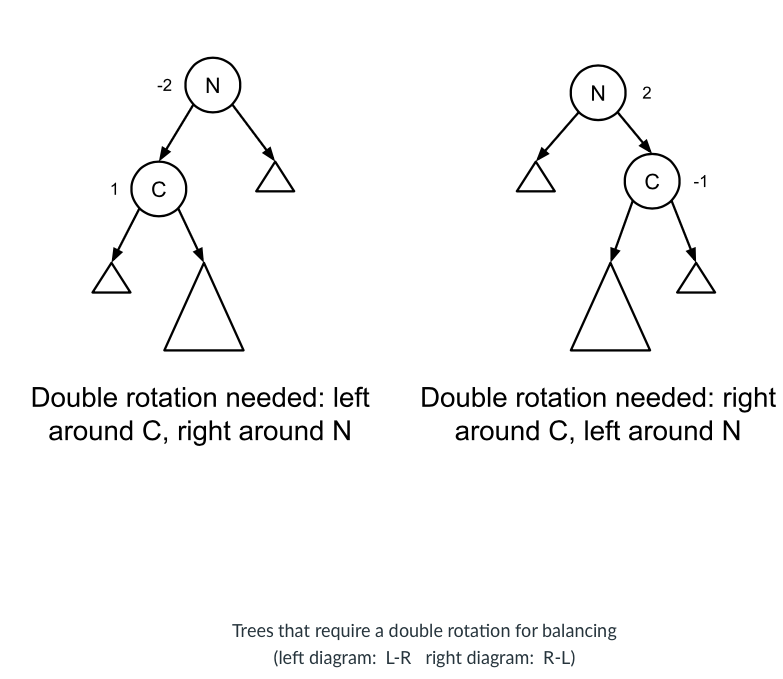 -2
N
1
C
Double rotation needed: left
around C, right around N
N
2
C
-1
Double rotation needed: right
around C, left around N
Trees that require a double rotation for balancing
(left diagram:  L-R   right diagram:  R-L)